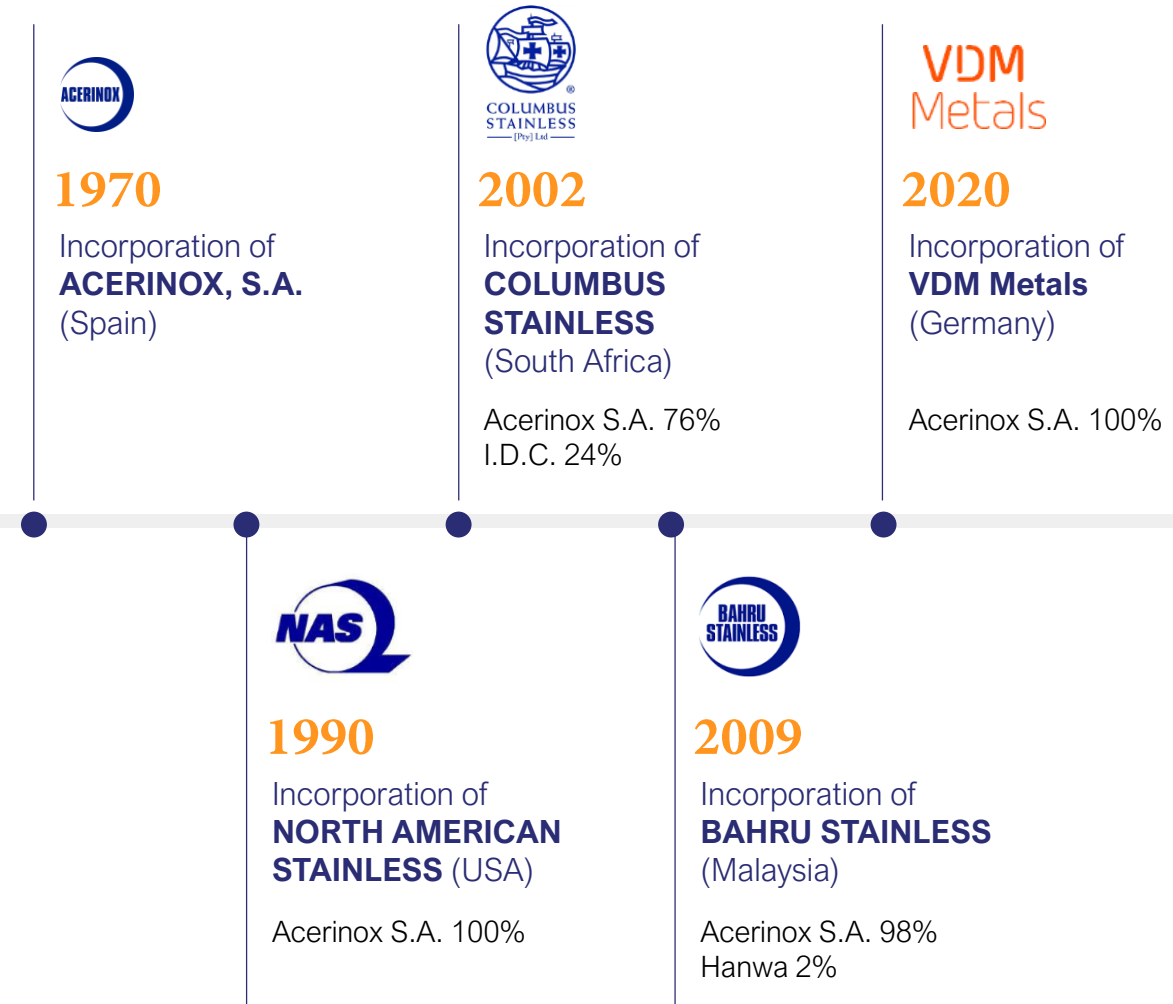 ACERINOX
1970
Incorporation of
ACERINOX, S.A.
(Spain)
NAS
1990
Incorporation of
NORTH AMERICAN
STAINLESS (USA)
Acerinox S.A. 100%
®
COLUMBUS
STAINLESS
[Pty] Ltd
2002
Incorporation of
COLUMBUS
STAINLESS
(South Africa)
Acerinox S.A. 76%
I.D.C. 24%
BAHRU
STAINLESS
2009
Incorporation of
BAHRU STAINLESS
(Malaysia)
Acerinox S.A. 98%
Hanwa 2%
VDM
Metals
2020
Incorporation of
VDM Metals
(Germany)
Acerinox S.A. 100%